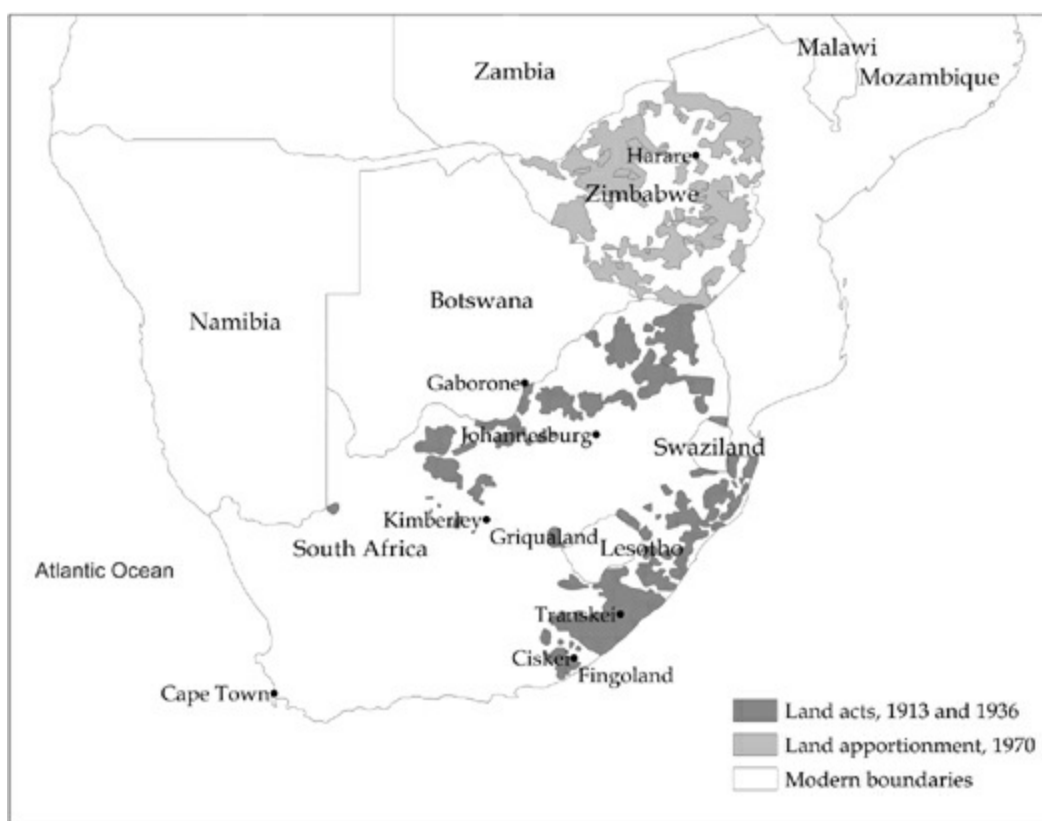 Malawi
Zambia
Mozambique
Harare
Zimbabwe
Botswana
Namibia
Gaborone
Johannesburg
Swaziland
Kimberley
Griqualand
South Africa
Lesotho
Atlantic Ocean
Transkei
Ciskei
Fingoland
Cape Town
Land acts, 1913 and 1936
Land apportionment, 1970
Modern boundaries